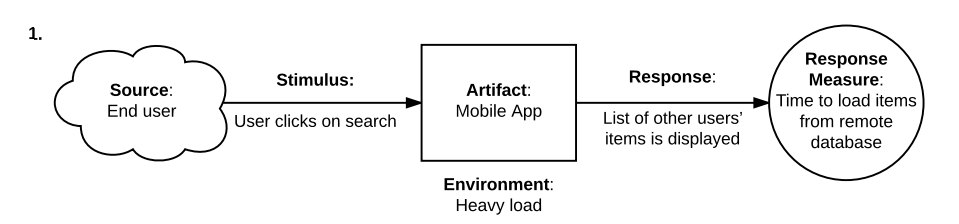 1.
Source:
End user
Stimulus:
User clicks on search
Artifact:
Mobile App
Environment:
Heavy load
Response:
List of other users’
items is displayed
Response
Measure:
Time to load items
from remote
database